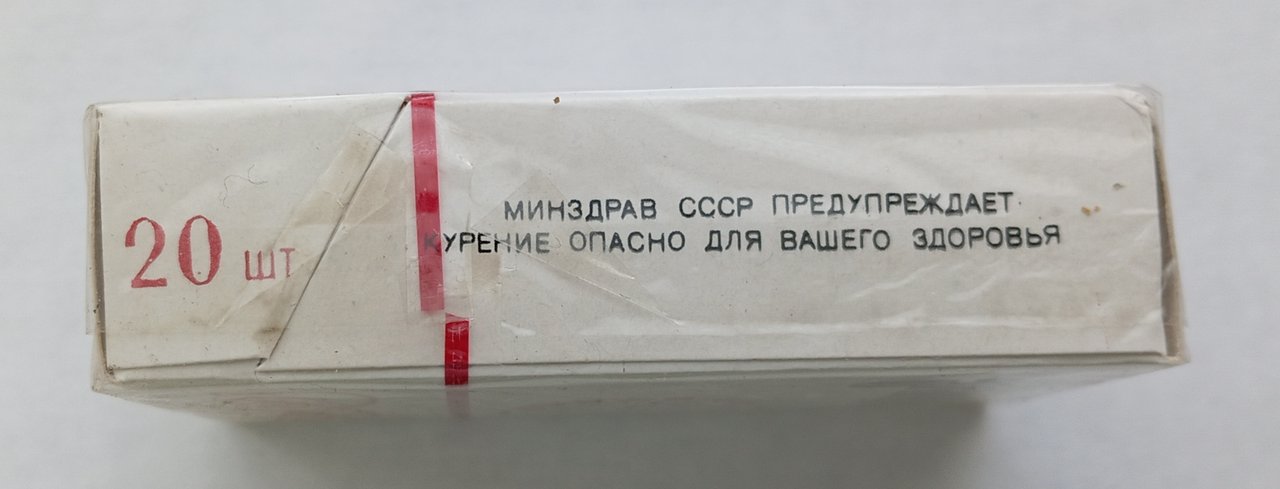 20 шт
МИНЗДРАВ СССР ПРЕДУПРЕЖДАЕТ
КУРЕНИЕ ОПАСНО ДЛЯ ВАШЕГО ЗДОРОВЬЯ